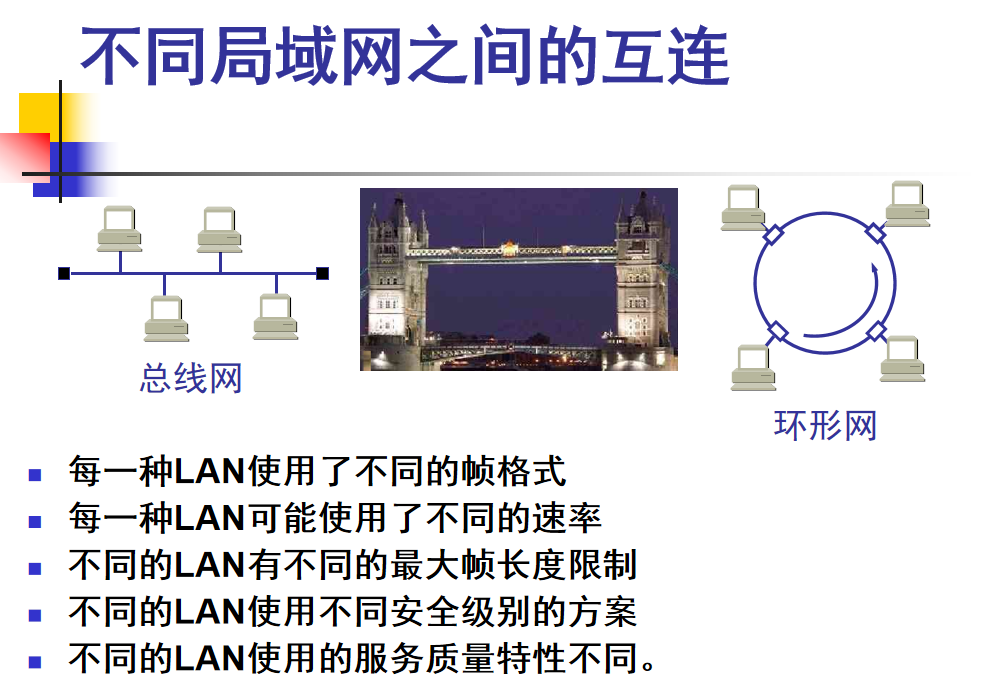 不同局域网之间的互连
总线网
环形网
每一种LAN使用了不同的帧格式
每一种LAN可能使用了不同的速率
不同的LAN有不同的最大帧长度限制
不同的LAN使用不同安全级别的方案
不同的LAN使用的服务质量特性不同。